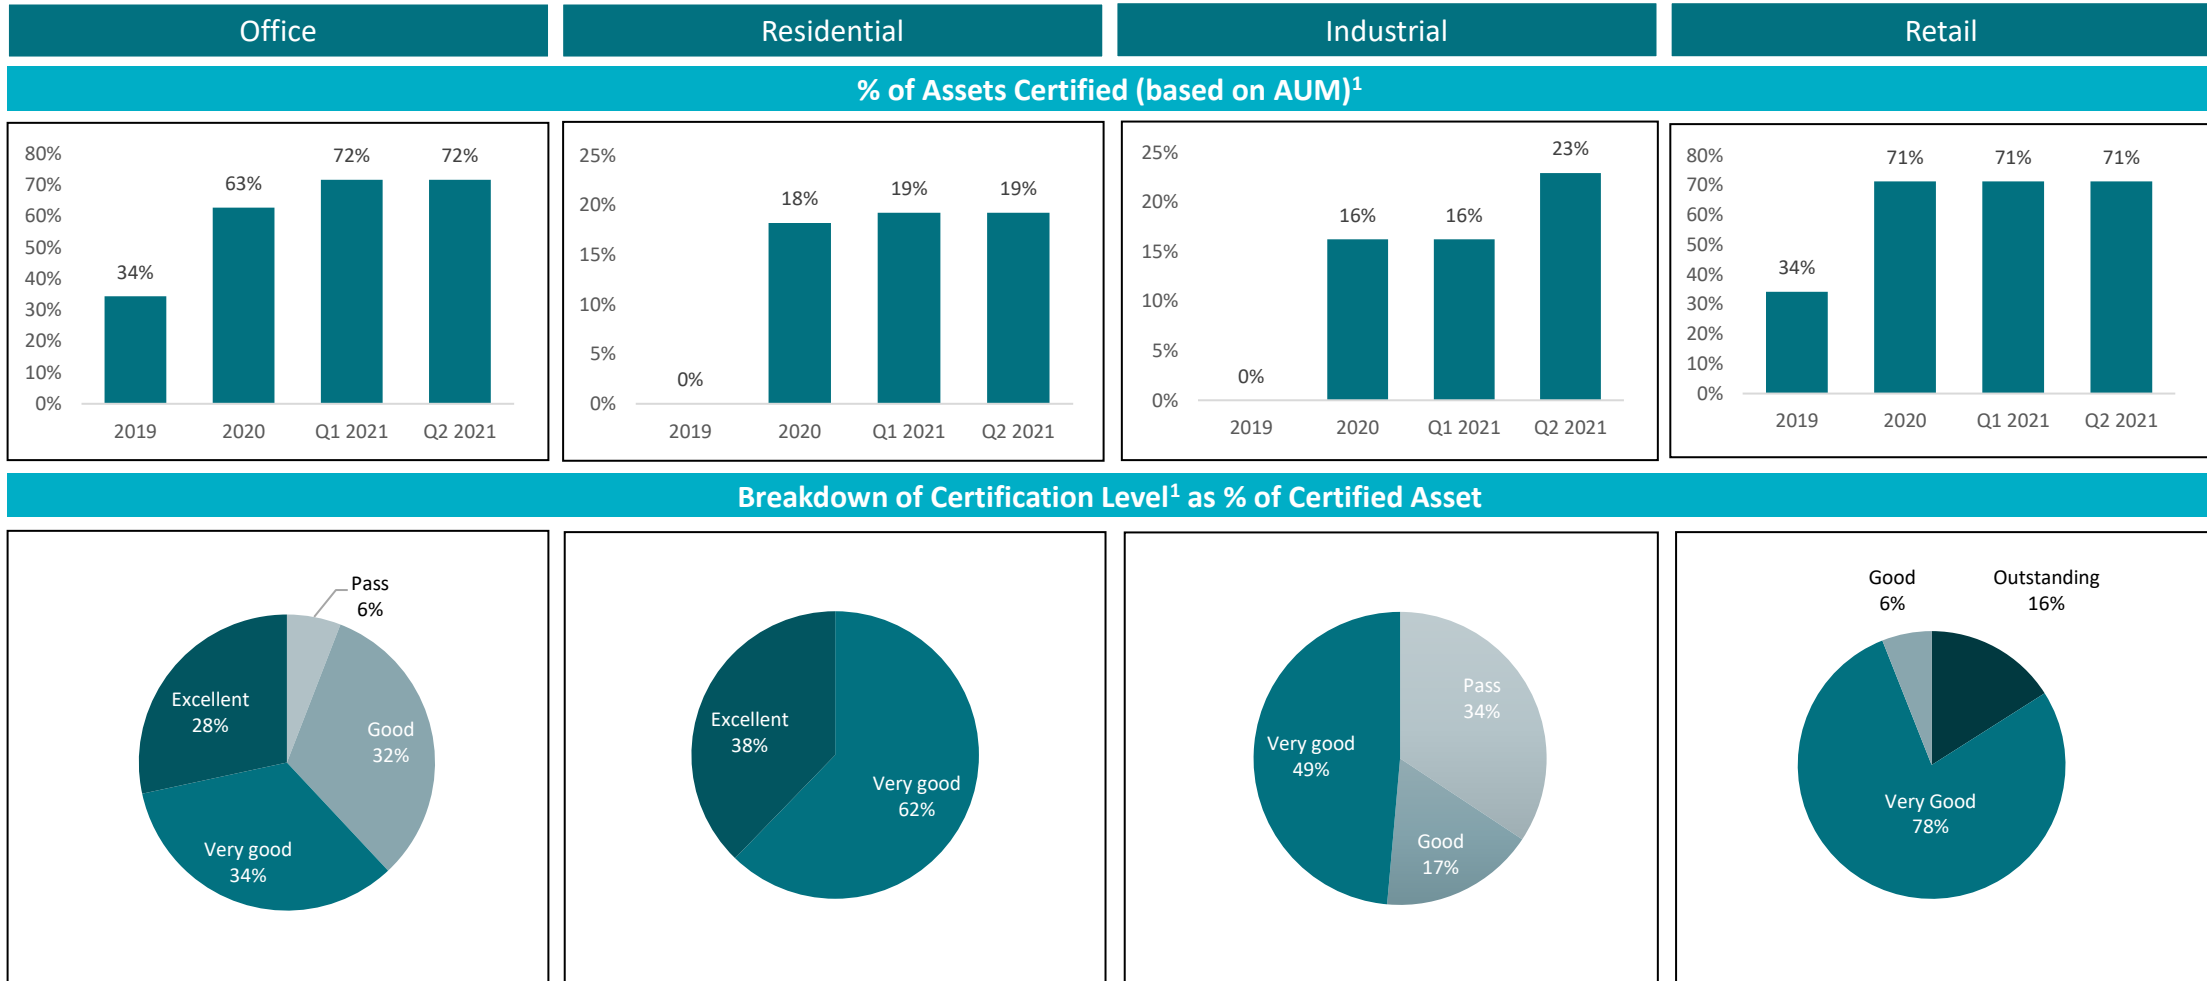 Office
Residential
Industrial
Retail
% of Assets Certified (based on AUM)¹
80%
70%
60%
50%
40%
30%
20%
10%
0%
34%
63%
72%
72%
2019
2020
Q1 2021
Q2 2021
25%
20%
15%
10%
5%
0%
0%
18%
19%
19%
2019
2020
Q1 2021
Q2 2021
25%
20%
15%
10%
5%
0%
0%
16%
16%
23%
2019
2020
Q1 2021
Q2 2021
80%
70%
60%
50%
40%
30%
20%
10%
0%
34%
71%
71%
71%
2019
2020
Q1 2021
Q2 2021
Breakdown of Certification Level¹ as % of Certified Asset
Pass
6%
Good
32%
Very good
34%
Excellent
28%
Excellent
38%
Very good
62%
Pass
34%
Good
17%
Very good
49%
Good
6%
Outstanding
16%
Very Good
78%